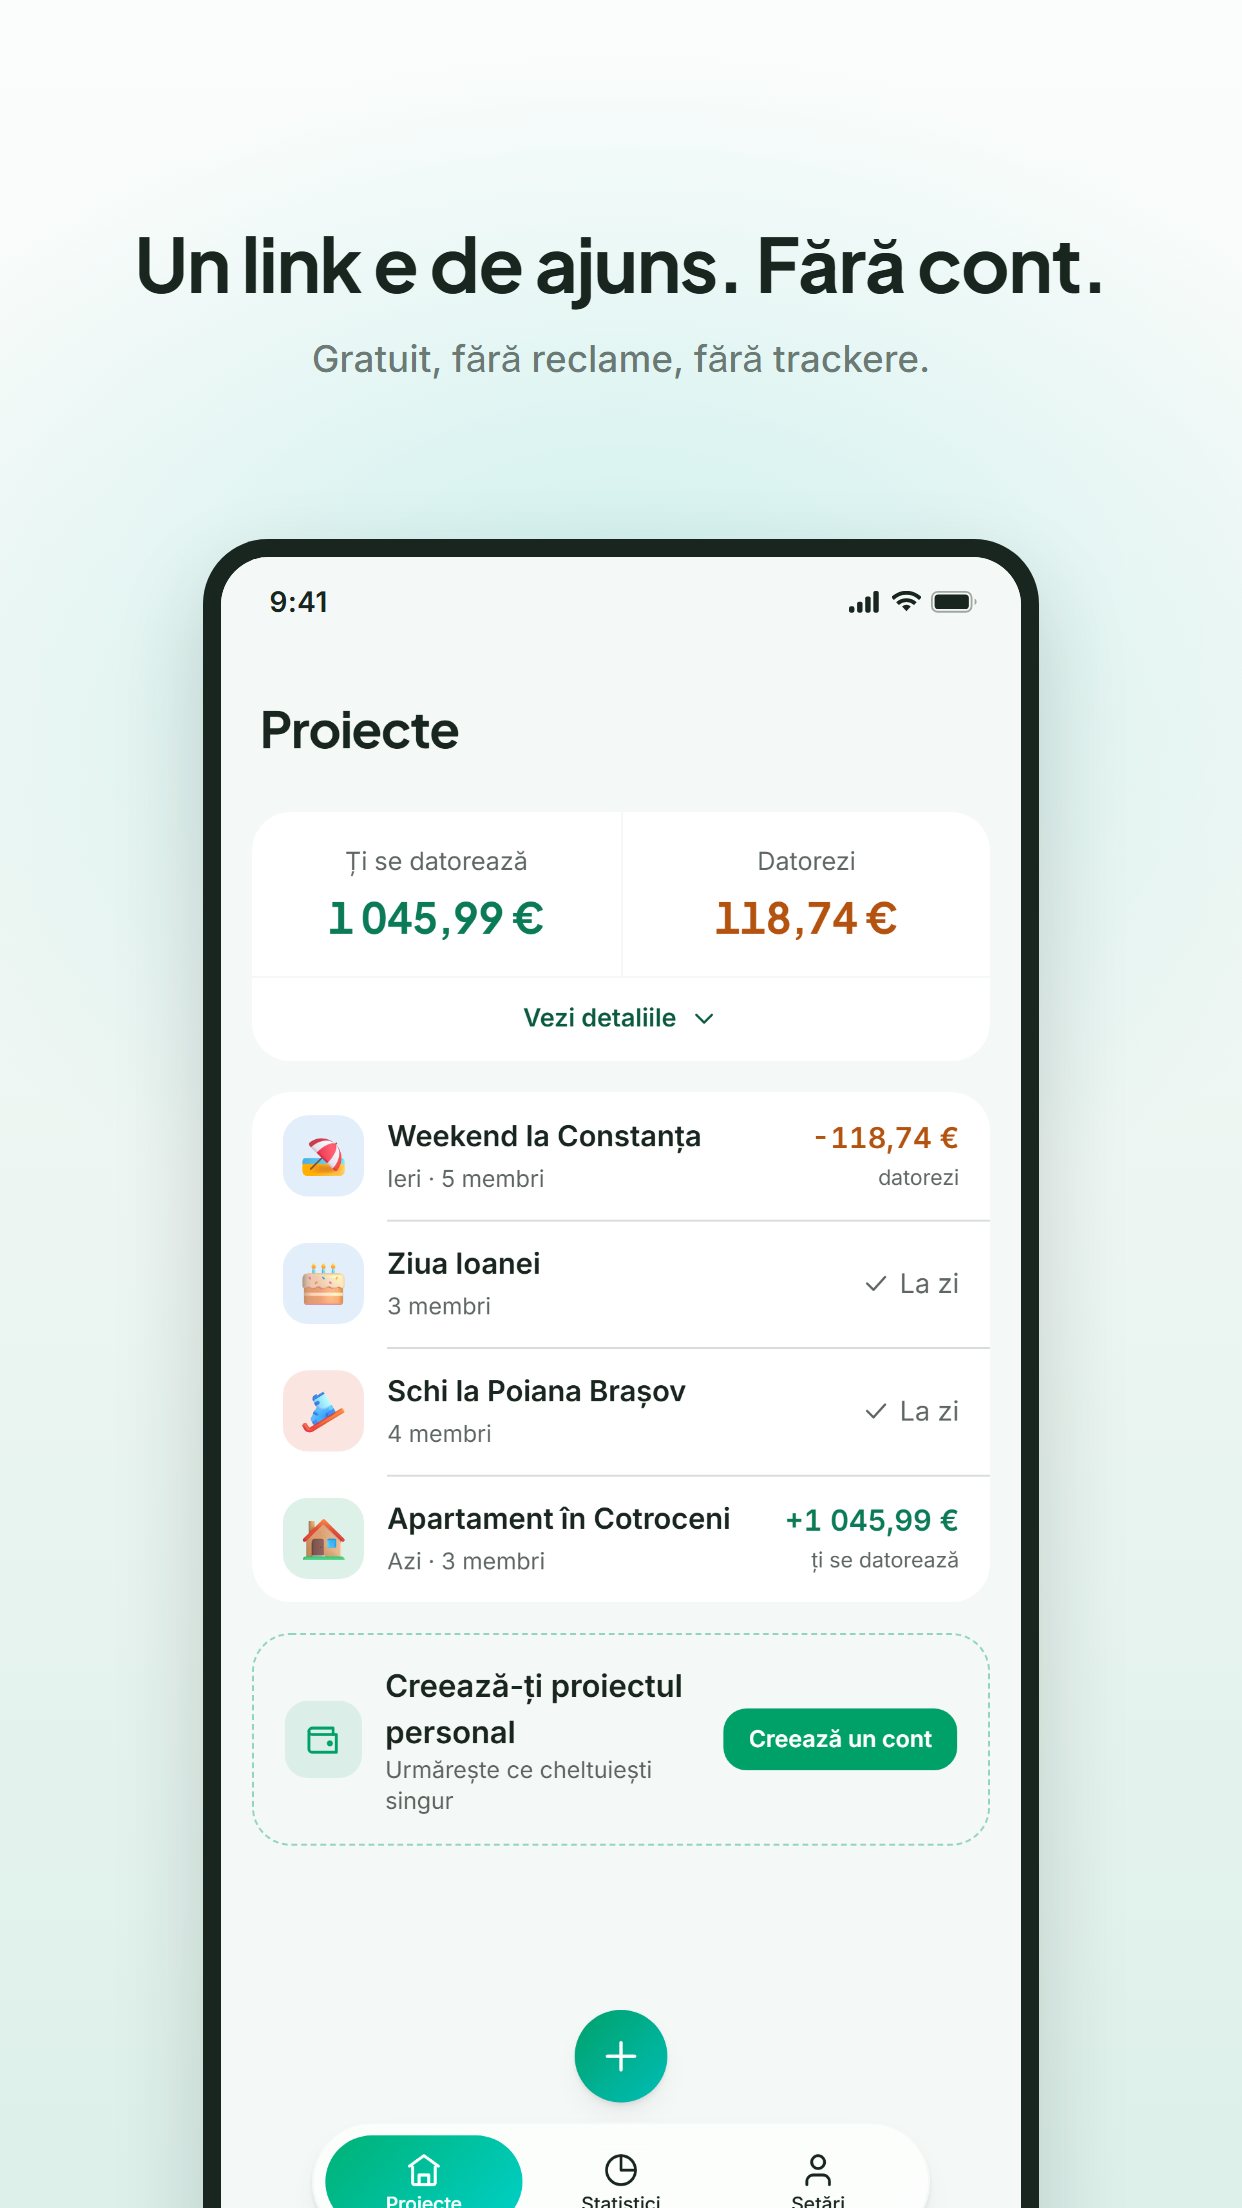 Un link e de ajuns. Fără cont.
Gratuit, fără reclame, fără trackere.
9:41
Proiecte
Ți se datorează
1 045,99 €
Datorezi
118,74 €
Vezi detaliile
Weekend la Constanța
Ieri · 5 membri
-118,74 €
datorezi
Ziua Ioanei
3 membri
La zi
Schi la Poiana Brașov
4 membri
La zi
Apartament în Cotroceni
Azi · 3 membri
+1 045,99 €
ți se datorează
Creează-ți proiectul
personal
Urmărește ce cheltuiești
singur
Creează un cont
Proiecte
Statistici
Setări